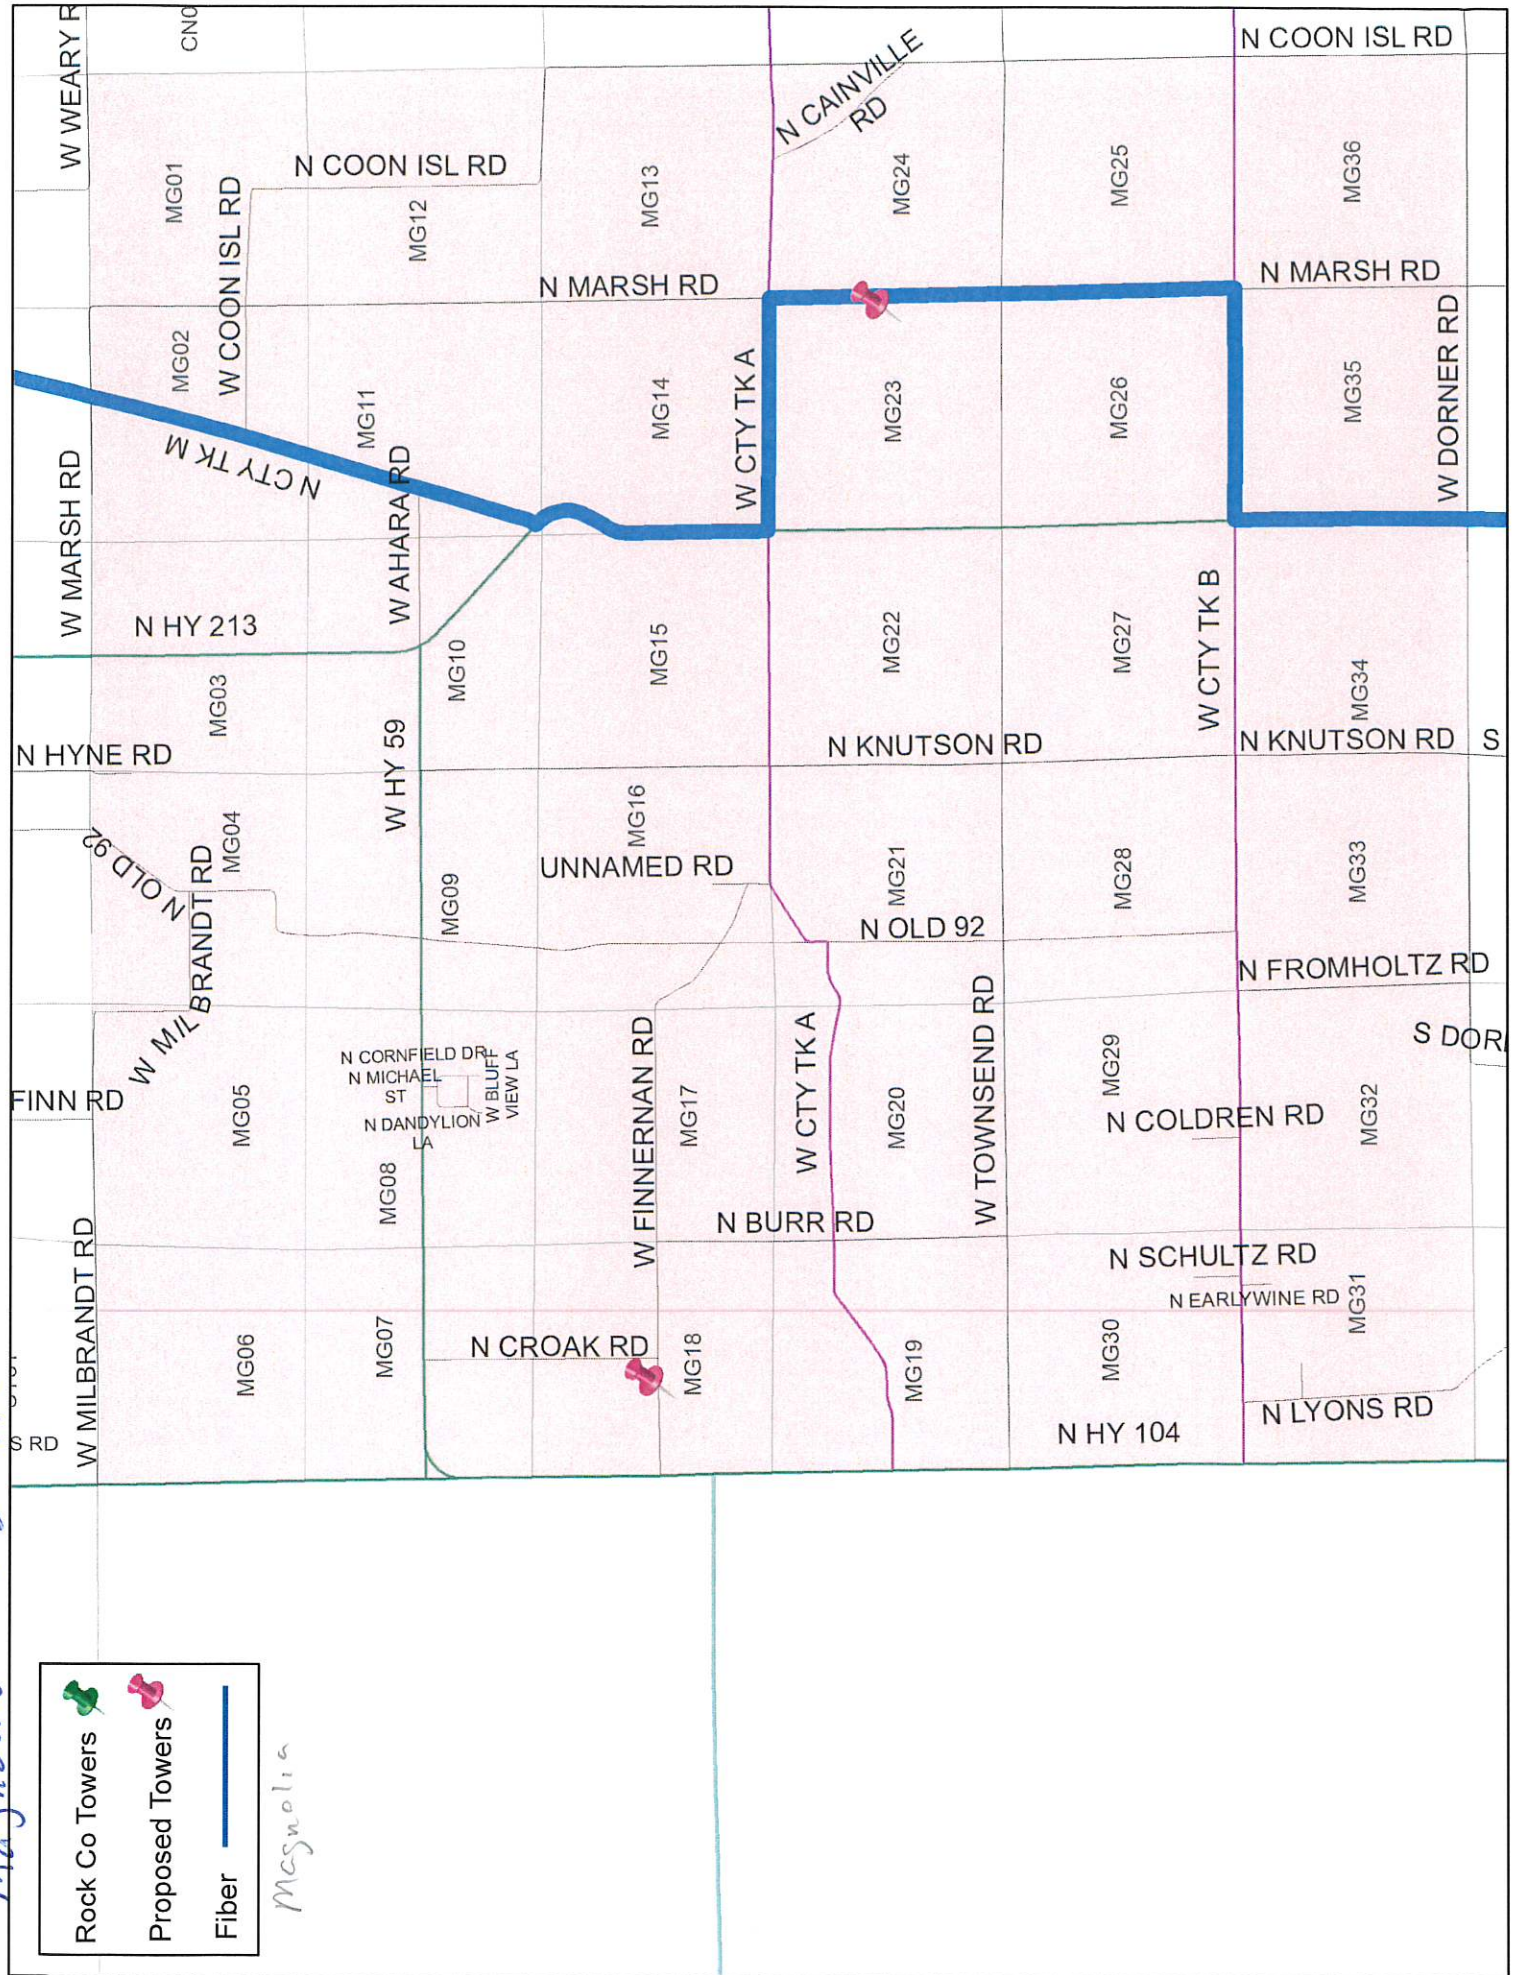 W WEARY R
CN0
N COON ISL RD
N CAINVILLE
RD
N COON ISL RD
MG01
W COON ISL RD
MG12
MG13
MG24
MG25
MG36
N MARSH RD
N MARSH RD
MG02
MG11
MG14
W CTY TK A
MG23
MG26
MG35
W DORNER RD
N CTY TK M
W MARSH RD
W AHARA RD
N HY 213
MG03
MG10
MG15
MG22
MG27
W CTY TK B
MG34
N HYNE RD
W HY 59
N KNUTSON RD
N KNUTSON RD
S
N OLD 92
MG04
MG16
UNNAMED RD
MG09
MG21
MG28
MG33
W MIL BRANDT RD
N OLD 92
N FROMHOLTZ RD
S DOR
FINN RD
MG05
N CORNFIELD DR
N MICHAEL
ST
W BLUFF
VIEW LA
N DANDYLION
LA
W FINNERNAN RD
MG17
W CTY TK A
MG20
W TOWNSEND RD
MG29
N COLDREN RD
MG32
MG08
N BURR RD
W MILBRANDT RD
N SCHULTZ RD
N EARLYWINE RD
MG31
MG06
MG07
N CROAK RD
MG18
MG19
MG30
N LYONS RD
N HY 104
S RD
Rock Co Towers
Proposed Towers
Fiber
Magnolia